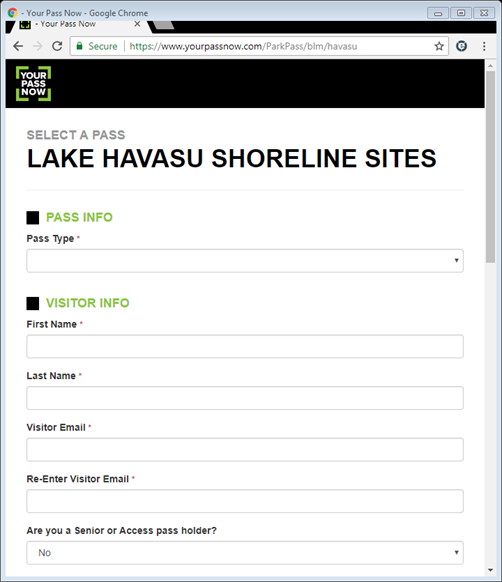 - Your Pass Now - Google Chrome
- Your Pass Now
Secure https://www.yourpassnow.com/ParkPass/blm/havasu
YOUR
PASS
NOW
SELECT A PASS
LAKE HAVASU SHORELINE SITES
PASS INFO
Pass Type *
VISITOR INFO
First Name *
Last Name *
Visitor Email *
Re-Enter Visitor Email *
Are you a Senior or Access pass holder?
No